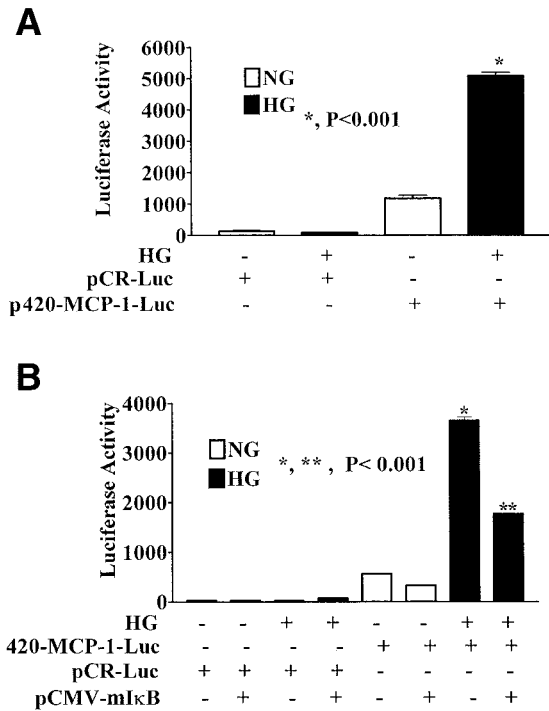 A
Luciferase Activity
6000
5000
4000
3000
2000
1000
0
NG
HG
*, P<0.001
*
HG - + - +
pCR-Luc + + - -
p420-MCP-1-Luc - - + +
B
Luciferase Activity
4000
3000
2000
1000
0
NG
HG
*, **, P< 0.001
*
**
HG - - + + - - + +
420-MCP-1-Luc - - - - + + + +
pCR-Luc + + + + - - - -
pCMV-mIκB - + - + - + - +